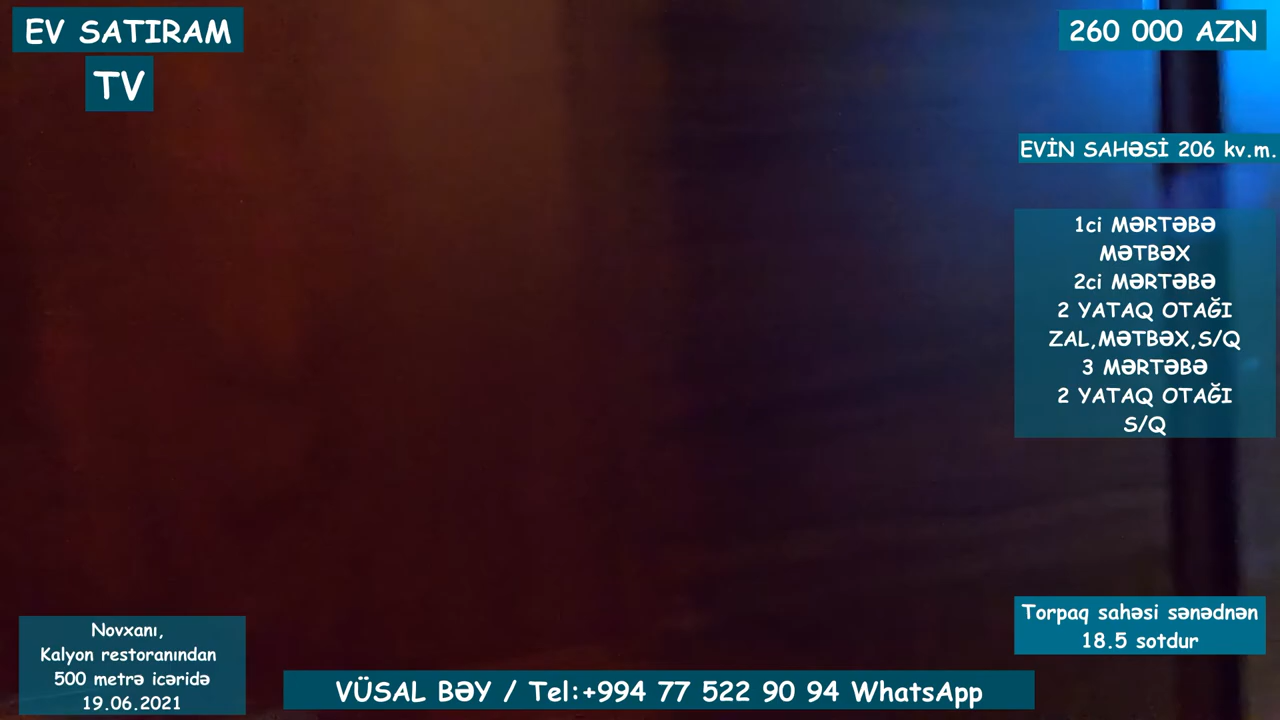 EV SATIRAM
TV
260 000 AZN
EVİN SAHƏSİ 206 kv.m.
1ci MƏRTƏBƏ
MƏTBƏX
2ci MƏRTƏBƏ
2 YATAQ OTAĞI
ZAL,MƏTBƏX,S/Q
3 MƏRTƏBƏ
2 YATAQ OTAĞI
S/Q
Torpaq sahəsi sənədnən
18.5 sotdur
Novxanı,
Kalyon restoranından
500 metrə icəridə
19.06.2021
VÜSAL BƏY / Tel:+994 77 522 90 94 WhatsApp